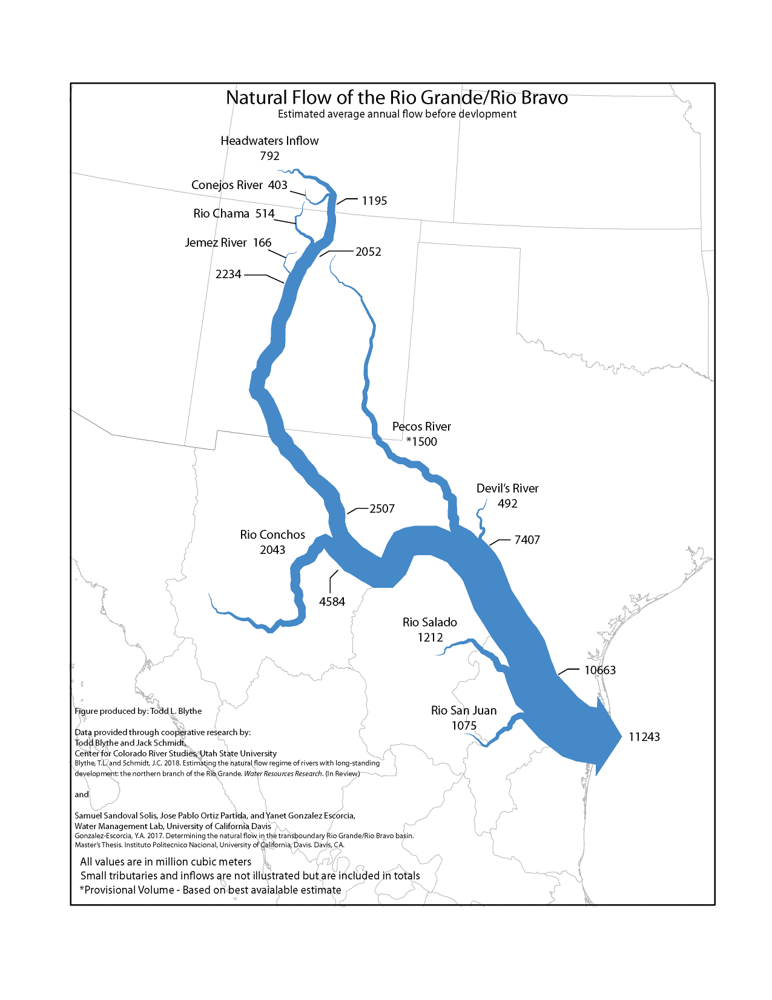 Natural Flow of the Rio Grande/Rio Bravo
Estimated average annual flow before devlopment
Headwaters Inflow
792
Conejos River 403
1195
Rio Chama 514
Jemez River 166
2052
2234
Pecos River
*1500
Devil's River
492
2507
Rio Conchos
2043
7407
4584
Rio Salado
1212
10663
Rio San Juan
1075
11243
Figure produced by: Todd L. Blythe
Data provided through cooperative research by:
Todd Blythe and Jack Schmidt,
Center for Colorado River Studies, Utah State University
Blythe, T.L. and Schmidt, J.C. 2018. Estimating the natural flow regime of rivers with long-standing
development: the northern branch of the Rio Grande. Water Resources Research. (In Review)
and
Samuel Sandoval Solis, Jose Pablo Ortiz Partida, and Yanet Gonzalez Escorcia,
Water Management Lab, University of California Davis
Gonzalez-Escorcia, Y.A. 2017. Determining the natural flow in the transboundary Rio Grande/Rio Bravo basin.
Master's Thesis. Instituto Politecnico Nacional, University of California, Davis. Davis, CA.
All values are in million cubic meters
Small tributaries and inflows are not illustrated but are included in totals
*Provisional Volume - Based on best avaialable estimate